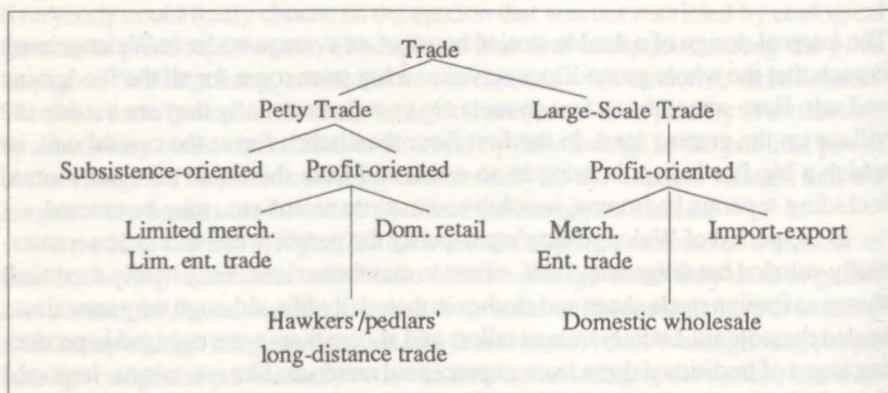 Trade
Petty Trade Large-Scale Trade
Subsistence-oriented Profit-oriented Profit-oriented
Limited merch. Dom. retail Merch. Import-export
Lim. ent. trade Ent. trade
Hawkers'/pedlars' Domestic wholesale
long-distance trade